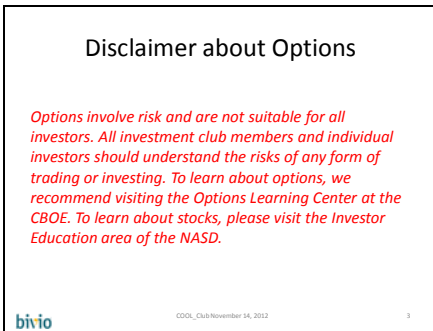 Disclaimer about Options
Options involve risk and are not suitable for all
investors. All investment club members and individual
investors should understand the risks of any form of
trading or investing. To learn about options, we
recommend visiting the Options Learning Center at the
CBOE. To learn about stocks, please visit the Investor
Education area of the NASD.
bivio
COOL_Club November 14, 2012
3